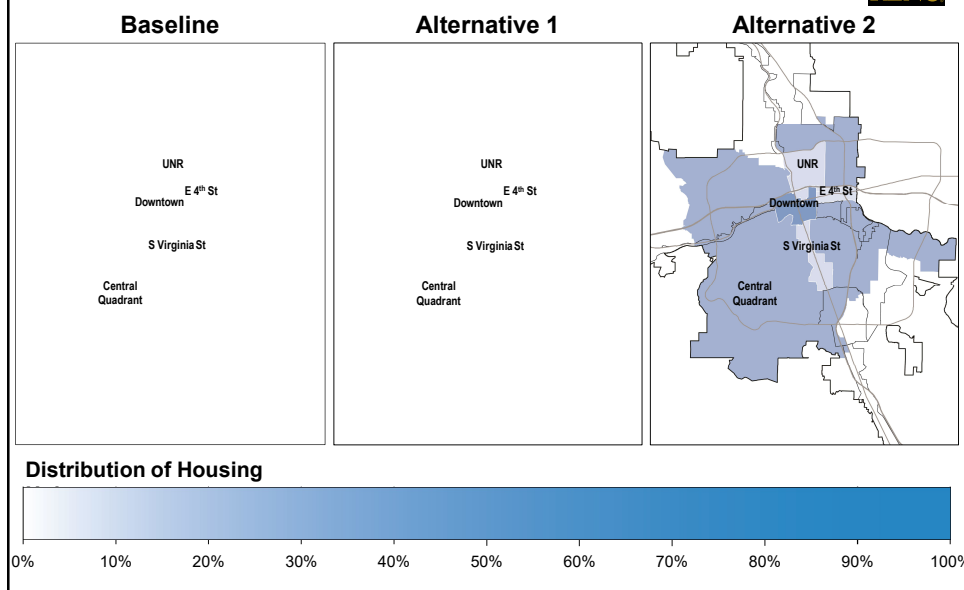 Baseline
Alternative 1
Alternative 2
UNR
E 4th St
Downtown
S Virginia St
Central
Quadrant
UNR
E 4th St
Downtown
S Virginia St
Central
Quadrant
UNR
E 4th St
Downtown
S Virginia St
Central
Quadrant
Distribution of Housing
0% 10% 20% 30% 40% 50% 60% 70% 80% 90% 100%